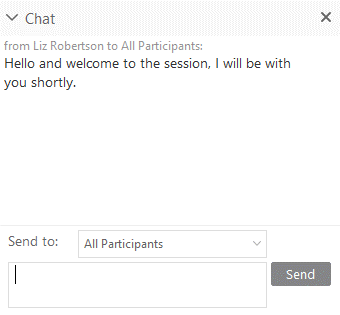 Chat
from Liz Robertson to All Participants:
Hello and welcome to the session, I will be with
you shortly.
Send to:
All Participants
Send